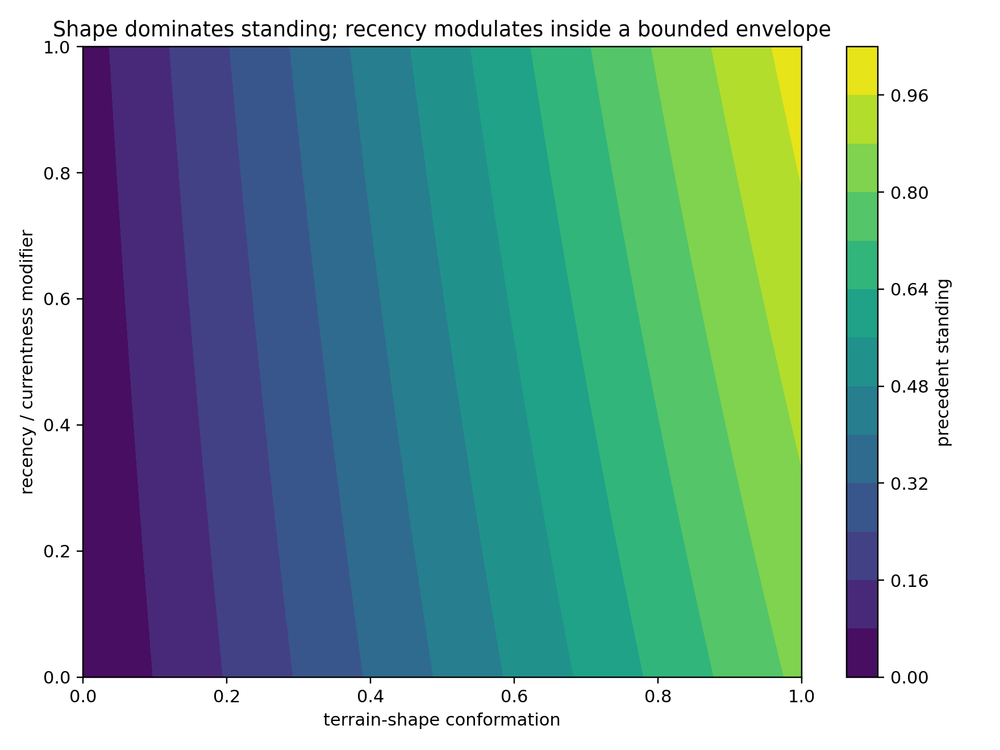 Shape dominates standing; recency modulates inside a bounded envelope
1.0
0.8
0.6
0.4
0.2
0.0
recency / currentness modifier
0.0 0.2 0.4 0.6 0.8 1.0
terrain-shape conformation
0.96
0.80
0.64
0.48
0.32
0.16
0.00
precedent standing